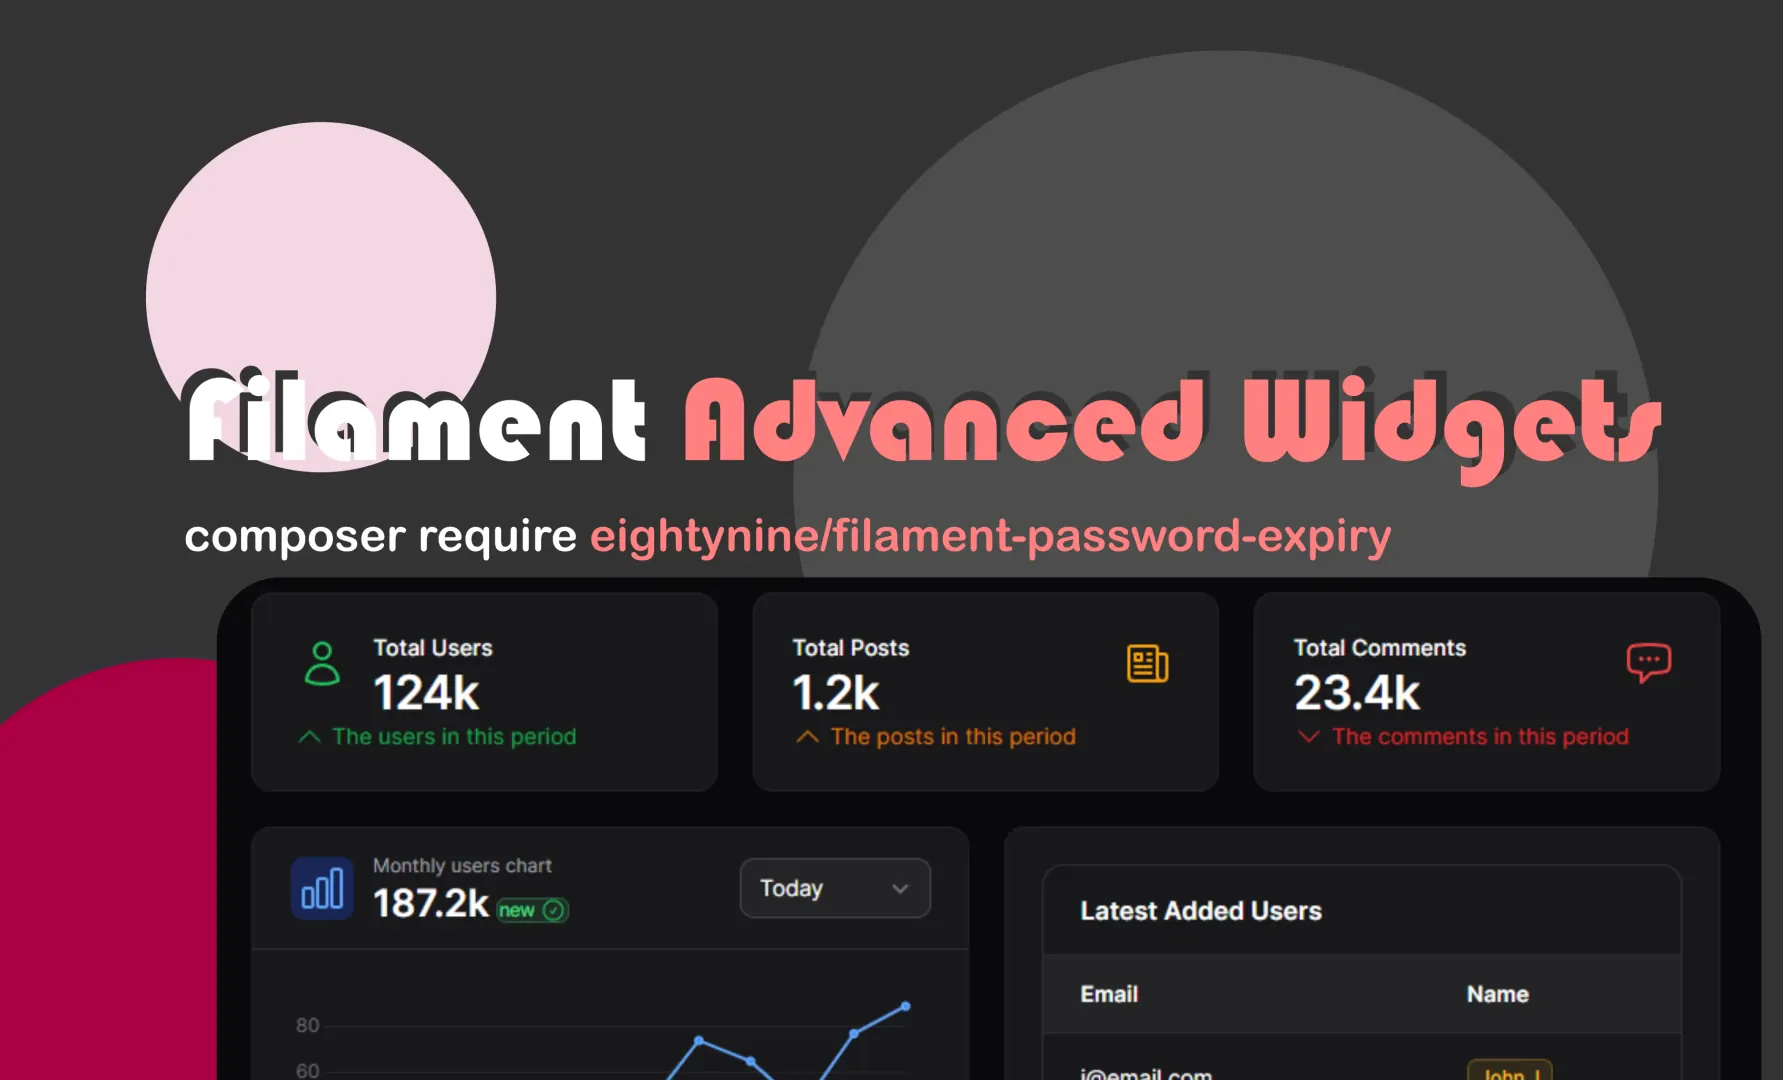 Filament Advanced Widgets
composer require eightynine/filament-password-expiry
Total Users
124k
The users in this period
Total Posts
1.2k
The posts in this period
Total Comments
23.4k
The comments in this period
Monthly users chart
187.2k new
Today
80
60
Latest Added Users
Email Name
i@email.com John J